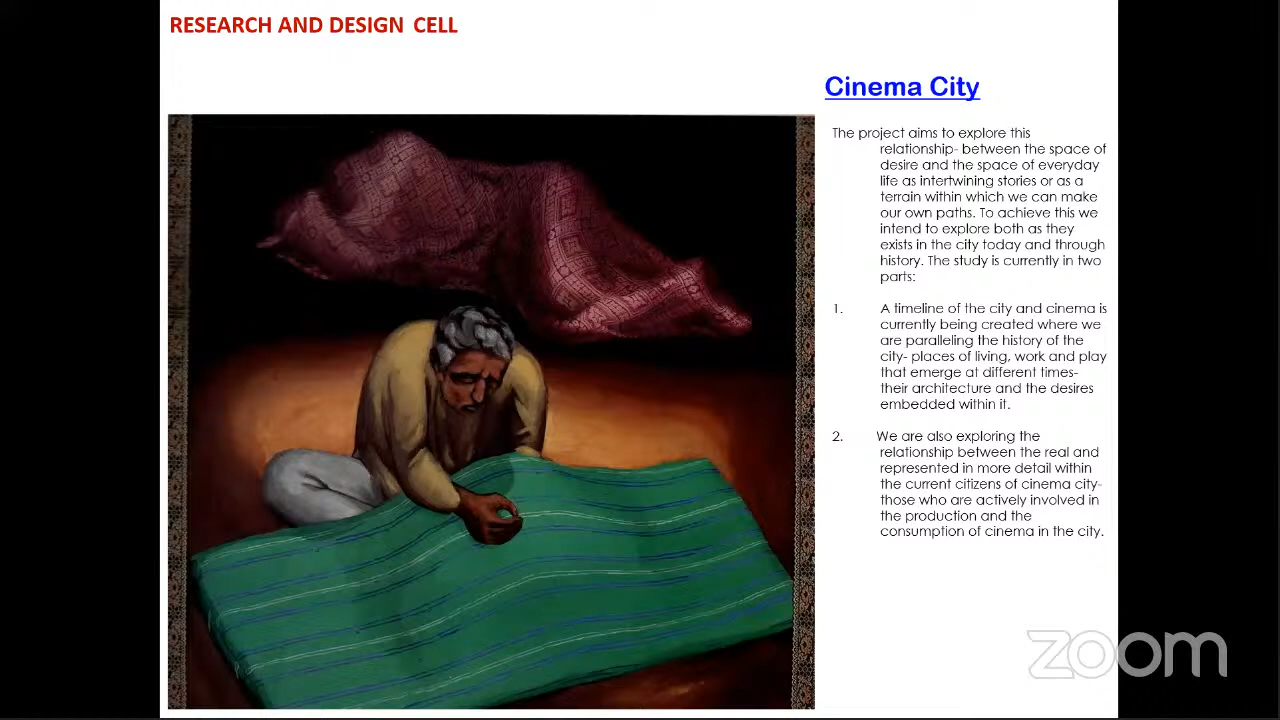 RESEARCH AND DESIGN CELL
Cinema City
The project aims to explore this
relationship- between the space of
desire and the space of everyday
life as intertwining stories or as a
terrain within which we can make
our own paths. To achieve this we
intend to explore both as they
exists in the city today and through
history. The study is currently in two
parts:
1. A timeline of the city and cinema is
currently being created where we
are paralleling the history of the
city- places of living, work and play
that emerge at different times-
their architecture and the desires
embedded within it.
2. We are also exploring the
relationship between the real and
represented in more detail within
the current citizens of cinema city-
those who are actively involved in
the production and the
consumption of cinema in the city.
zoom